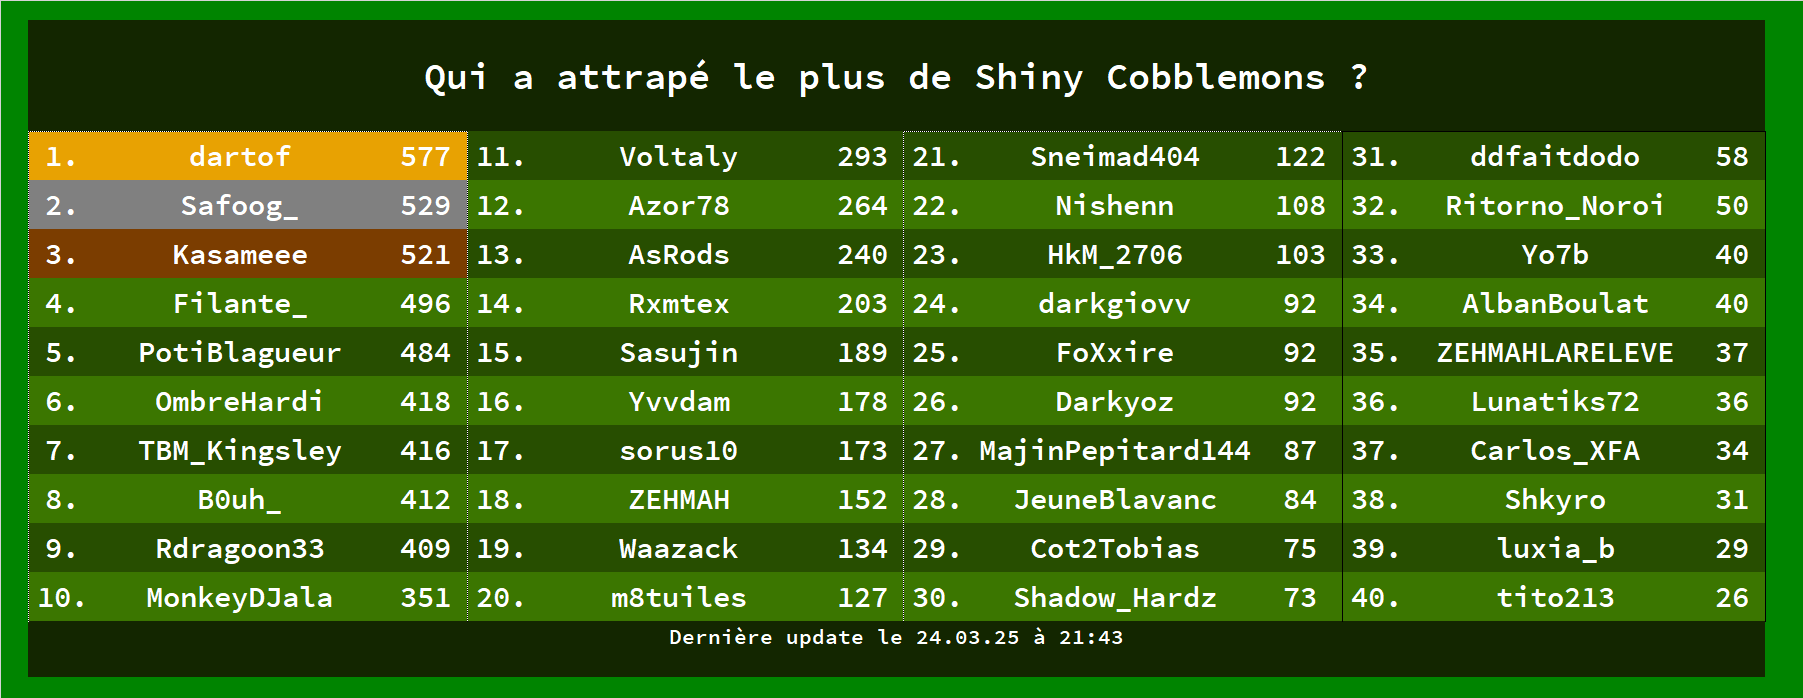 Qui a attrapé le plus de Shiny Cobblemons ?
1. dartof 577 11. Voltaly 293 21. Sneimad404 122 31. ddfaitdodo 58
2. Safoog_ 529 12. Azor78 264 22. Nishenn 108 32. Ritorno_Noroi 50
3. Kasameee 521 13. AsRods 240 23. HkM_2706 103 33. Yo7b 40
4. Filante_ 496 14. Rxmtex 203 24. darkgiovv 92 34. AlbanBoulat 40
5. PotiBlagueur 484 15. Sasujin 189 25. FoXxire 92 35. ZEHMAHLARELEVE 37
6. OmbreHardi 418 16. Yvvdam 178 26. Darkyoz 92 36. Lunatiks72 36
7. TBM_Kingsley 416 17. sorus10 173 27. MajinPepitard144 87 37. Carlos_XFA 34
8. B0uh_ 412 18. ZEHMAH 152 28. JeuneBlavanc 84 38. Shkyro 31
9. Rdragoon33 409 19. Waazack 134 29. Cot2Tobias 75 39. luxia_b 29
10. MonkeyDJala 351 20. m8tuiles 127 30. Shadow_Hardz 73 40. tito213 26
Dernière update le 24.03.25 à 21:43